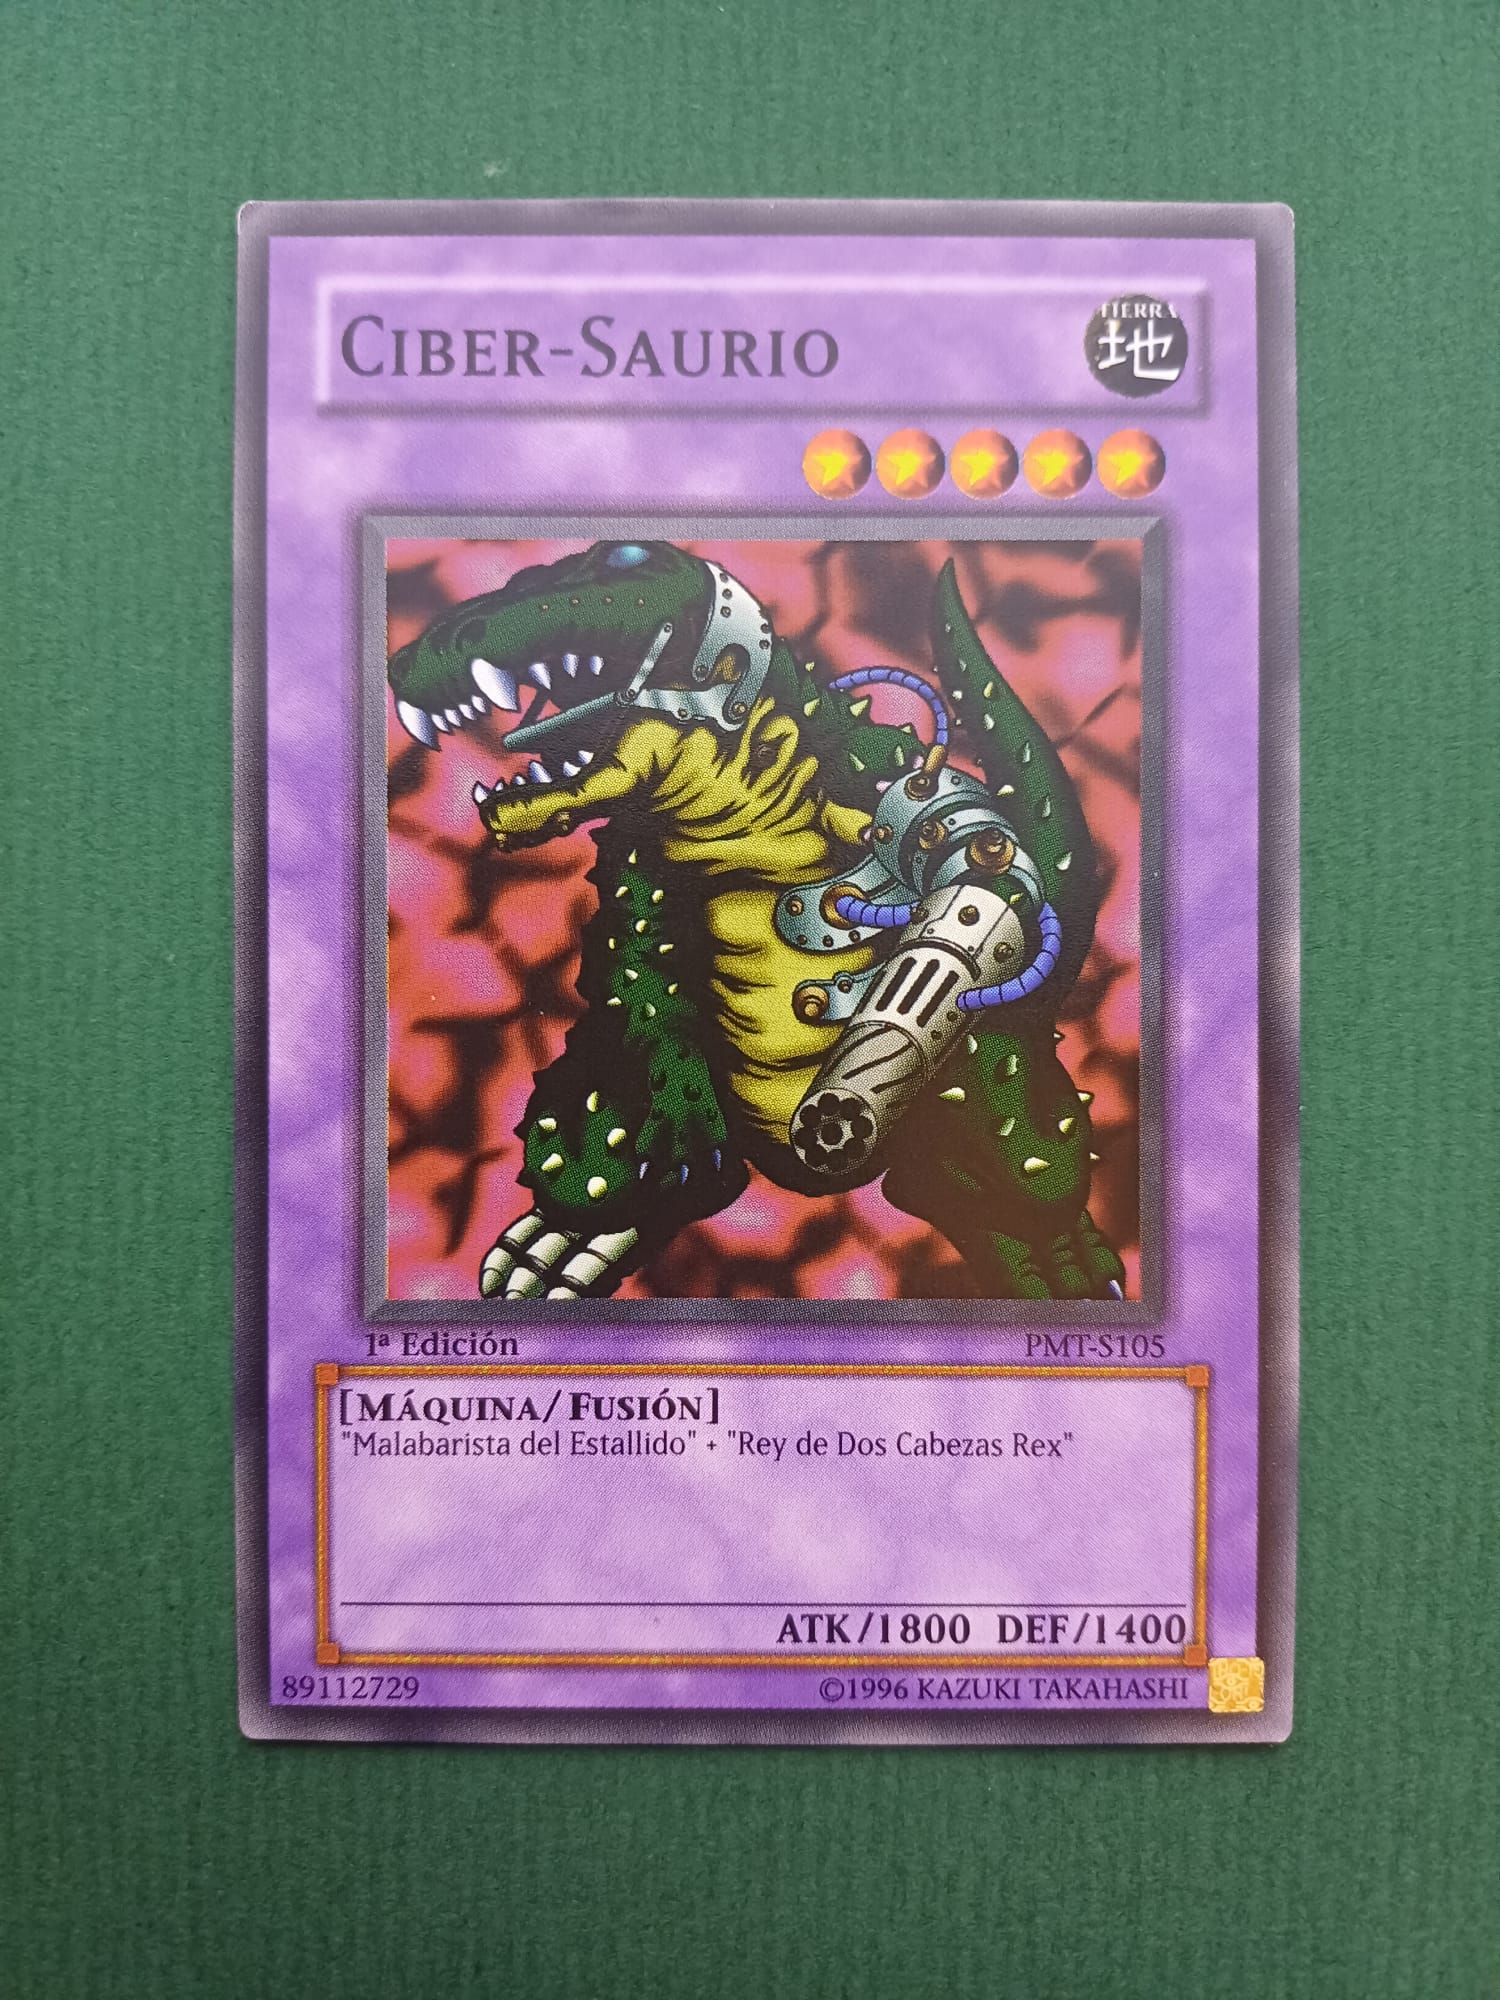 Ciber-Saurio
TIERRA
地
1ª Edición
PMT-S105
[Máquina/Fusión]
"Malabarista del Estallido" + "Rey de Dos Cabezas Rex"
ATK/1800 DEF/1400
89112729
©1996 KAZUKI TAKAHASHI